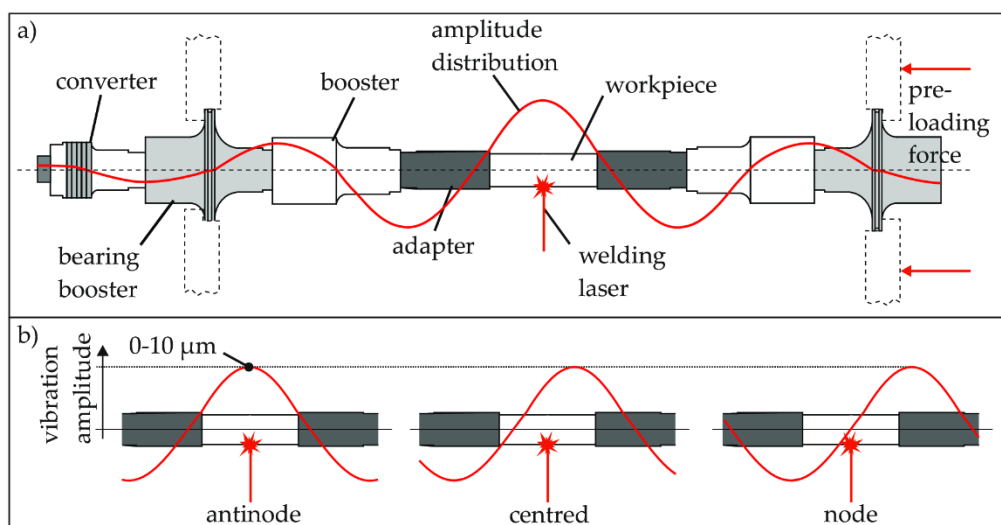 a)
converter
booster
amplitude
distribution
workpiece
pre-
loading
force
bearing
booster
adapter
welding
laser
b)
vibration
amplitude
0-10 µm
antinode
centred
node